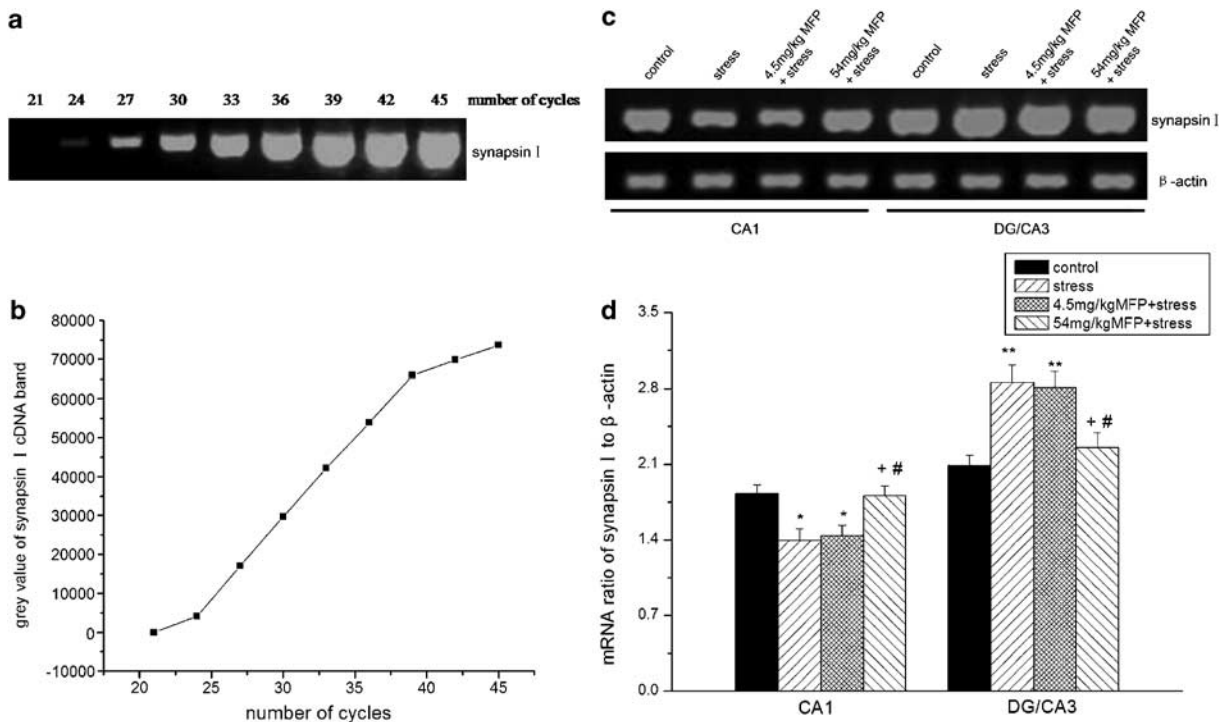 a
21 24 27 30 33 36 39 42 45 number of cycles
synapsin Ⅰ
b
grey value of synapsin Ⅰ cDNA band
80000
70000
60000
50000
40000
30000
20000
10000
0
-10000
20 25 30 35 40 45
number of cycles
c
control stress 4.5mg/kg MFP + stress 54mg/kg MFP + stress control stress 4.5mg/kg MFP + stress 54mg/kg MFP + stress
synapsin Ⅰ
β-actin
CA1 DG/CA3
d
control
stress
4.5mg/kgMFP+stress
54mg/kgMFP+stress
mRNA ratio of synapsin Ⅰ to β -actin
3.5
2.8
2.1
1.4
0.7
0.0
* * + #
** ** + #
CA1 DG/CA3